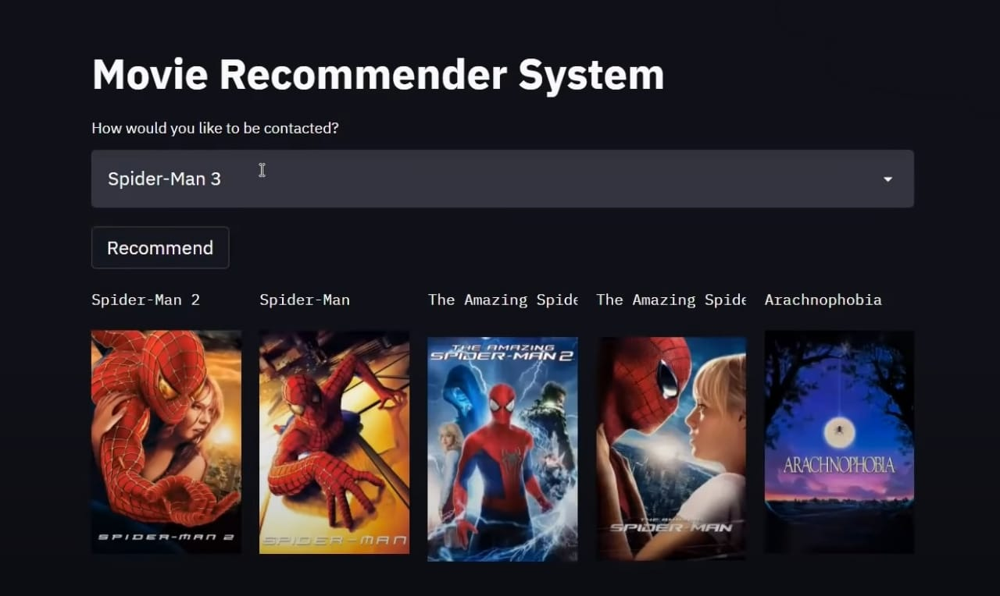 Movie Recommender System
How would you like to be contacted?
Spider-Man 3
Recommend
Spider-Man 2
Spider-Man
The Amazing Spide
The Amazing Spide
Arachnophobia
SPIDER-MAN 2
SPIDER-MAN
THE AMAZING
SPIDER-MAN 2
THE AMAZING
SPIDER-MAN
ARACHNOPHOBIA